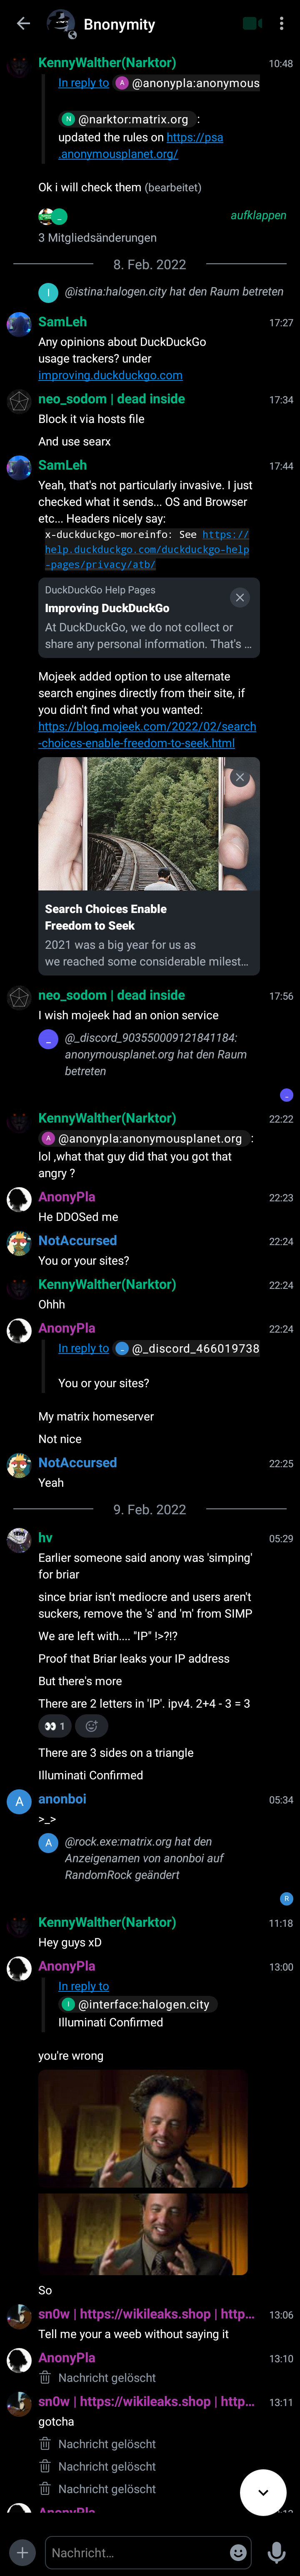 Bnonymity
KennyWalther(Narktor) 10:48
In reply to A @anonypla:anonymous
N @narktor:matrix.org :
updated the rules on https://psa
.anonymousplanet.org/
Ok i will check them (bearbeitet)
aufklappen
3 Mitgliedsänderungen
8. Feb. 2022
I @istina:halogen.city hat den Raum betreten
SamLeh 17:27
Any opinions about DuckDuckGo
usage trackers? under
improving.duckduckgo.com
neo_sodom | dead inside 17:34
Block it via hosts file
And use searx
SamLeh 17:44
Yeah, that's not particularly invasive. I just
checked what it sends... OS and Browser
etc... Headers nicely say:
x-duckduckgo-moreinfo: See https://
help.duckduckgo.com/duckduckgo-help
-pages/privacy/atb/
DuckDuckGo Help Pages
Improving DuckDuckGo
At DuckDuckGo, we do not collect or
share any personal information. That's ...
Mojeek added option to use alternate
search engines directly from their site, if
you didn't find what you wanted:
https://blog.mojeek.com/2022/02/search
-choices-enable-freedom-to-seek.html
Search Choices Enable
Freedom to Seek
2021 was a big year for us as
we reached some considerable milest...
neo_sodom | dead inside 17:56
I wish mojeek had an onion service
_ @_discord_903550009121841184:
anonymousplanet.org hat den Raum
betreten
KennyWalther(Narktor) 22:22
A @anonypla:anonymousplanet.org :
lol ,what that guy did that you got that
angry ?
AnonyPla 22:23
He DDOSed me
NotAccursed 22:24
You or your sites?
KennyWalther(Narktor) 22:24
Ohhh
AnonyPla 22:24
In reply to _ @_discord_466019738
You or your sites?
My matrix homeserver
Not nice
NotAccursed 22:25
Yeah
9. Feb. 2022
hv 05:29
Earlier someone said anony was 'simping'
for briar
since briar isn't mediocre and users aren't
suckers, remove the 's' and 'm' from SIMP
We are left with.... "IP" !>?!?
Proof that Briar leaks your IP address
But there's more
There are 2 letters in 'IP'. ipv4. 2+4 - 3 = 3
👀 1
There are 3 sides on a triangle
Illuminati Confirmed
A anonboi 05:34
>_>
A @rock.exe:matrix.org hat den
Anzeigenamen von anonboi auf
RandomRock geändert
R
KennyWalther(Narktor) 11:18
Hey guys xD
AnonyPla 13:00
In reply to
I @interface:halogen.city
Illuminati Confirmed
you're wrong
So
sn0w | https://wikileaks.shop | http... 13:06
Tell me your a weeb without saying it
AnonyPla 13:10
Nachricht gelöscht
sn0w | https://wikileaks.shop | http... 13:11
gotcha
Nachricht gelöscht
Nachricht gelöscht
Nachricht gelöscht
AnonyPla
Nachricht...